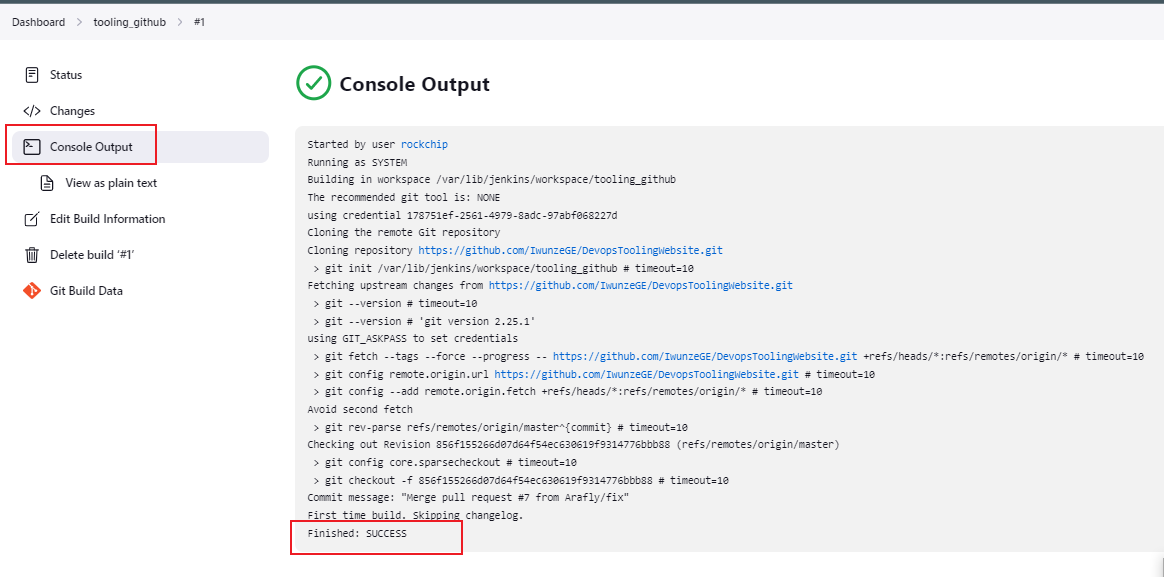 Dashboard > tooling_github > #1
Status
Changes
Console Output
View as plain text
Edit Build Information
Delete build ‘#1’
Git Build Data
Console Output
Started by user rockchip
Running as SYSTEM
Building in workspace /var/lib/jenkins/workspace/tooling_github
The recommended git tool is: NONE
using credential 178751ef-2561-4979-8adc-97abf068227d
Cloning the remote Git repository
Cloning repository https://github.com/IwunzeGE/DevopsToolingWebsite.git
 > git init /var/lib/jenkins/workspace/tooling_github # timeout=10
Fetching upstream changes from https://github.com/IwunzeGE/DevopsToolingWebsite.git
 > git --version # timeout=10
 > git --version # 'git version 2.25.1'
using GIT_ASKPASS to set credentials
 > git fetch --tags --force --progress -- https://github.com/IwunzeGE/DevopsToolingWebsite.git +refs/heads/*:refs/remotes/origin/* # timeout=10
 > git config remote.origin.url https://github.com/IwunzeGE/DevopsToolingWebsite.git # timeout=10
 > git config --add remote.origin.fetch +refs/heads/*:refs/remotes/origin/* # timeout=10
Avoid second fetch
 > git rev-parse refs/remotes/origin/master^{commit} # timeout=10
Checking out Revision 856f155266d07d64f54ec630619f9314776bbb88 (refs/remotes/origin/master)
 > git config core.sparsecheckout # timeout=10
 > git checkout -f 856f155266d07d64f54ec630619f9314776bbb88 # timeout=10
Commit message: "Merge pull request #7 from Arafly/fix"
First time build. Skipping changelog.
Finished: SUCCESS